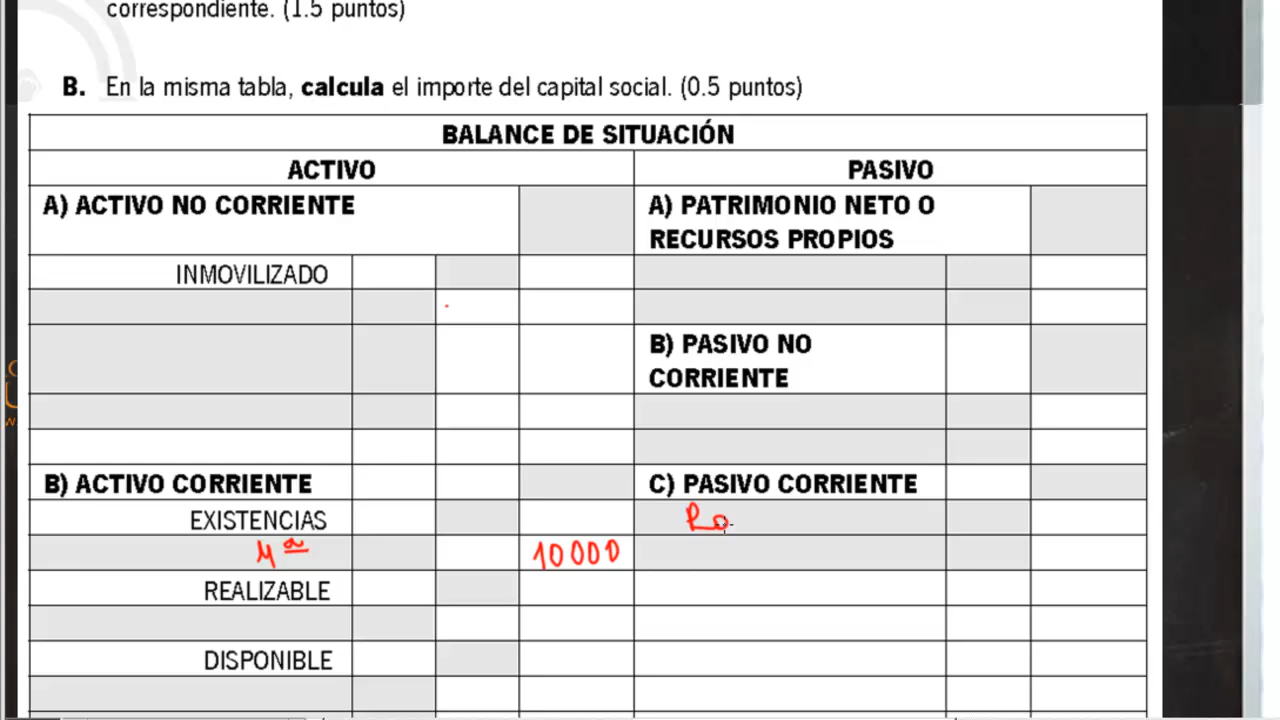 correspondiente. (1.5 puntos)
B. En la misma tabla, calcula el importe del capital social. (0.5 puntos)
BALANCE DE SITUACIÓN
ACTIVO PASIVO
A) ACTIVO NO CORRIENTE
A) PATRIMONIO NETO O
RECURSOS PROPIOS
INMOVILIZADO
B) PASIVO NO
CORRIENTE
B) ACTIVO CORRIENTE
C) PASIVO CORRIENTE
EXISTENCIAS
10000
REALIZABLE
DISPONIBLE